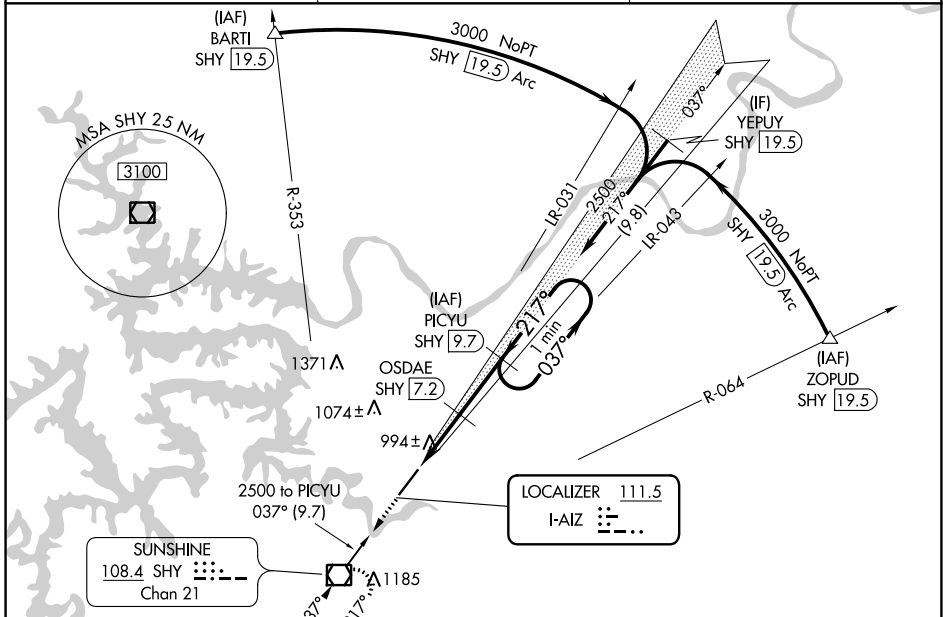 (IAF)
BARTI
SHY 19.5
3000 NoPT
SHY 19.5 Arc
MSA SHY 25 NM
3100
R-353
LR-031
037°
(IF)
YEPUY
SHY 19.5
2500
217°
(9.8)
LR-043
3000 NoPT
SHY 19.5 Arc
(IAF)
PICYU
SHY 9.7
217°
1 min
037°
OSDAE
SHY 7.2
(IAF)
ZOPUD
SHY 19.5
R-064
1371
1074±
994±
2500 to PICYU
037° (9.7)
LOCALIZER 111.5
I-AIZ
SUNSHINE
108.4 SHY
Chan 21
1185